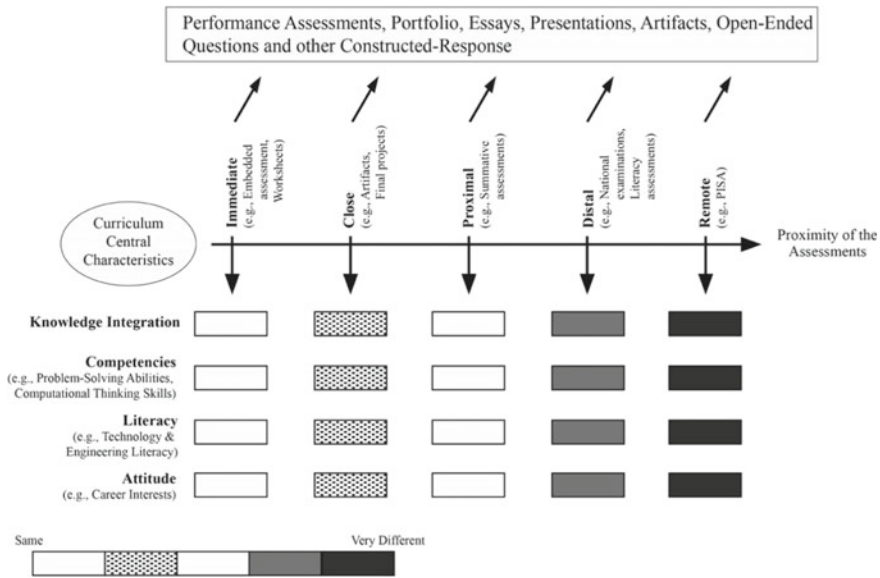 Performance Assessments, Portfolio, Essays, Presentations, Artifacts, Open-Ended
Questions and other Constructed-Response
Immediate
(e.g., Embedded
assessment,
Worksheets)
Close
(e.g., Artifacts,
Final projects)
Proximal
(e.g., Summative assessments)
Distal
(e.g., National
examinations,
Literacy
assessments)
Remote
(e.g., PISA)
Curriculum
Central
Characteristics
Proximity of the
Assessments
Knowledge Integration
Competencies
(e.g., Problem-Solving Abilities,
Computational Thinking Skills)
Literacy
(e.g., Technology &
Engineering Literacy)
Attitude
(e.g., Career Interests)
Same
Very Different